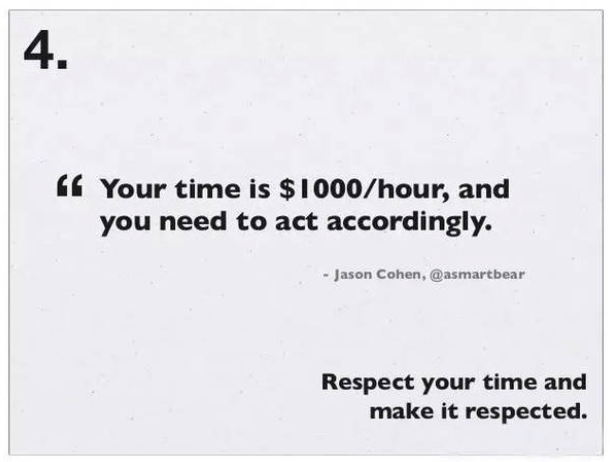 4.
“ Your time is $1000/hour, and
you need to act accordingly.
- Jason Cohen, @asmartbear
Respect your time and
make it respected.